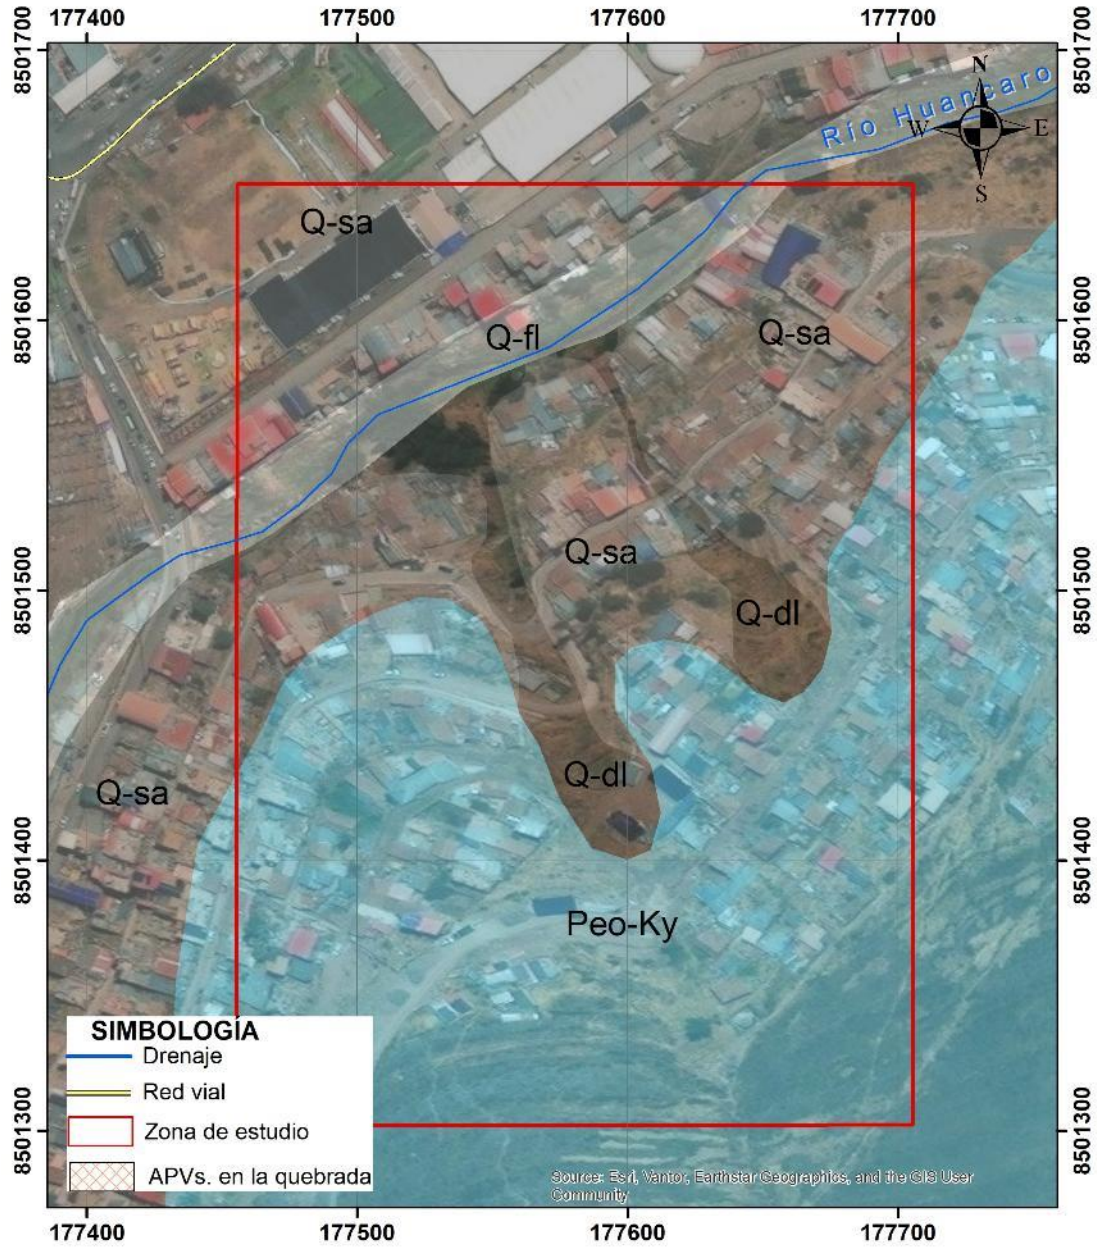 177400 177500 177600 177700
8501700 8501700
N
Río Huancaro
W E
S
Q-sa
8501600 8501600
Q-fl Q-sa
Q-sa
8501500 8501500
Q-dl
Q-dl
Q-sa
8501400 8501400
Peo-Ky
SIMBOLOGÍA
Drenaje
Red vial
Zona de estudio
APVs. en la quebrada
8501300 8501300
Source: Esri, Vantor, Earthstar Geographics, and the GIS User
Community
177400 177500 177600 177700